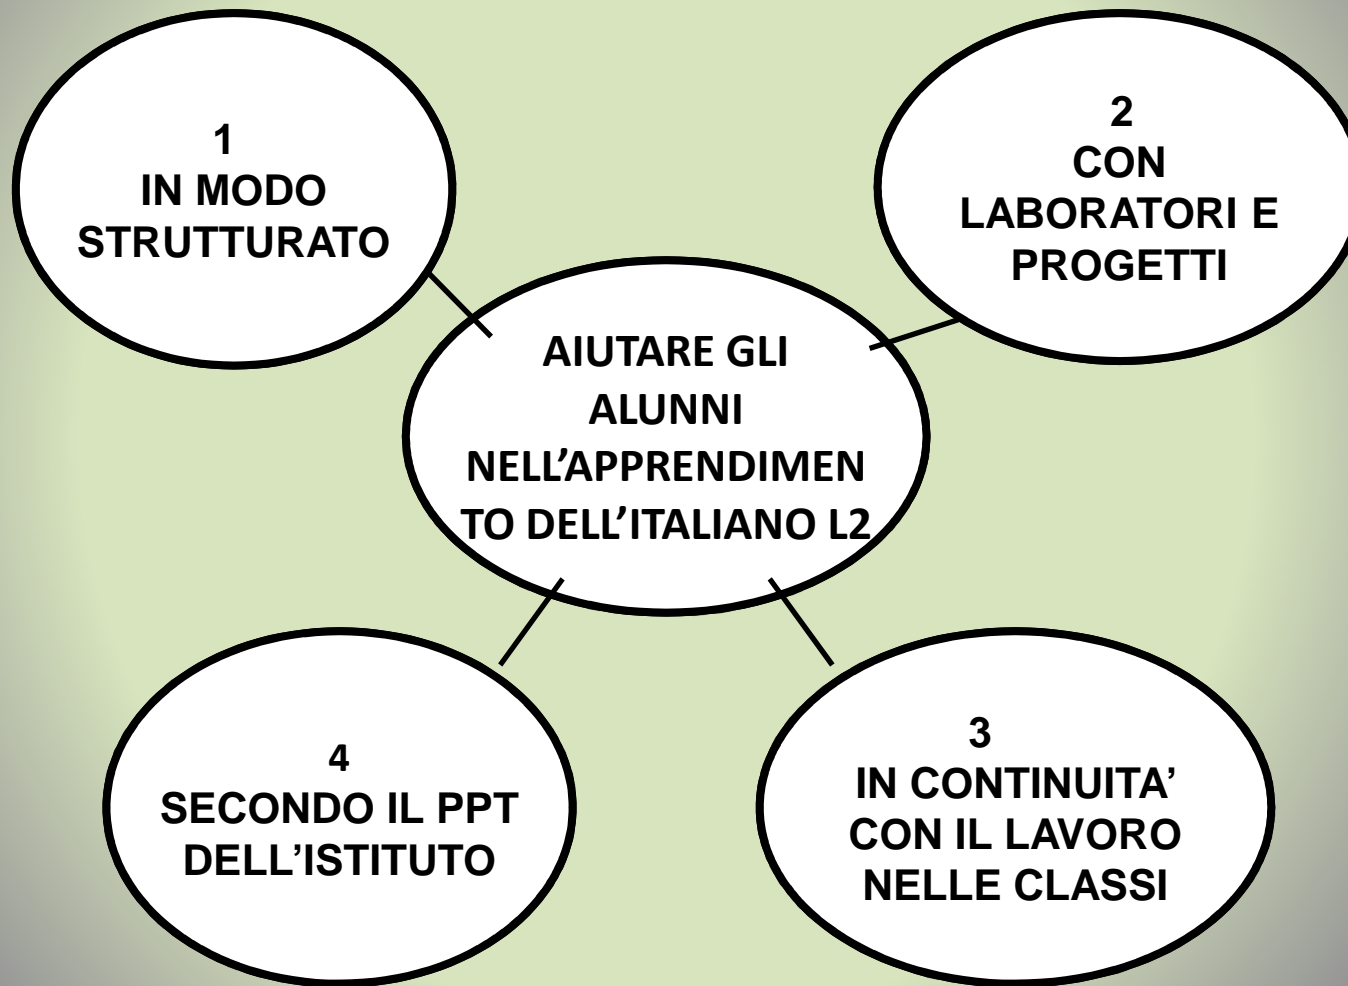 1
IN MODO
STRUTTURATO
2
CON
LABORATORI E
PROGETTI
AIUTARE GLI
ALUNNI
NELL’APPRENDIMEN
TO DELL’ITALIANO L2
4
SECONDO IL PPT
DELL’ISTITUTO
3
IN CONTINUITA’
CON IL LAVORO
NELLE CLASSI